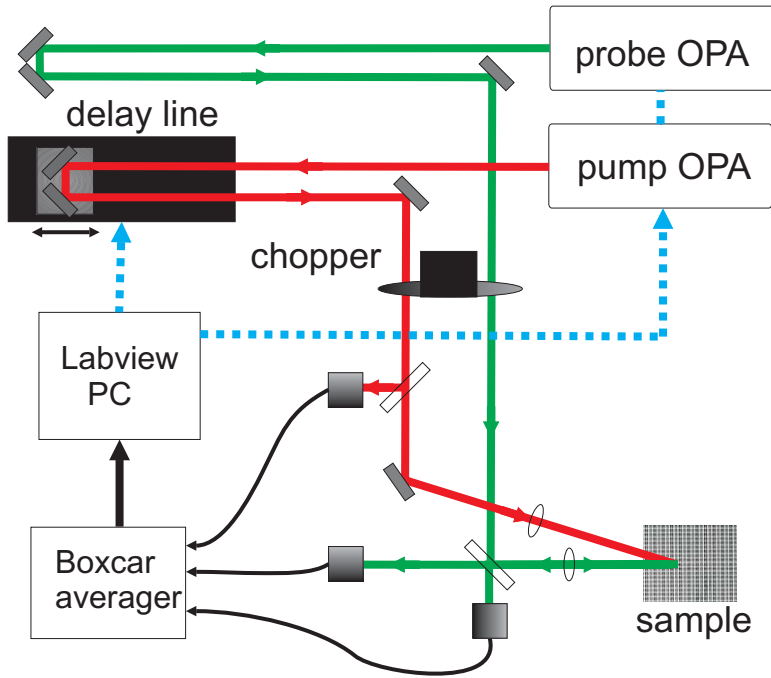 probe OPA
delay line
pump OPA
chopper
Labview
PC
Boxcar
averager
sample